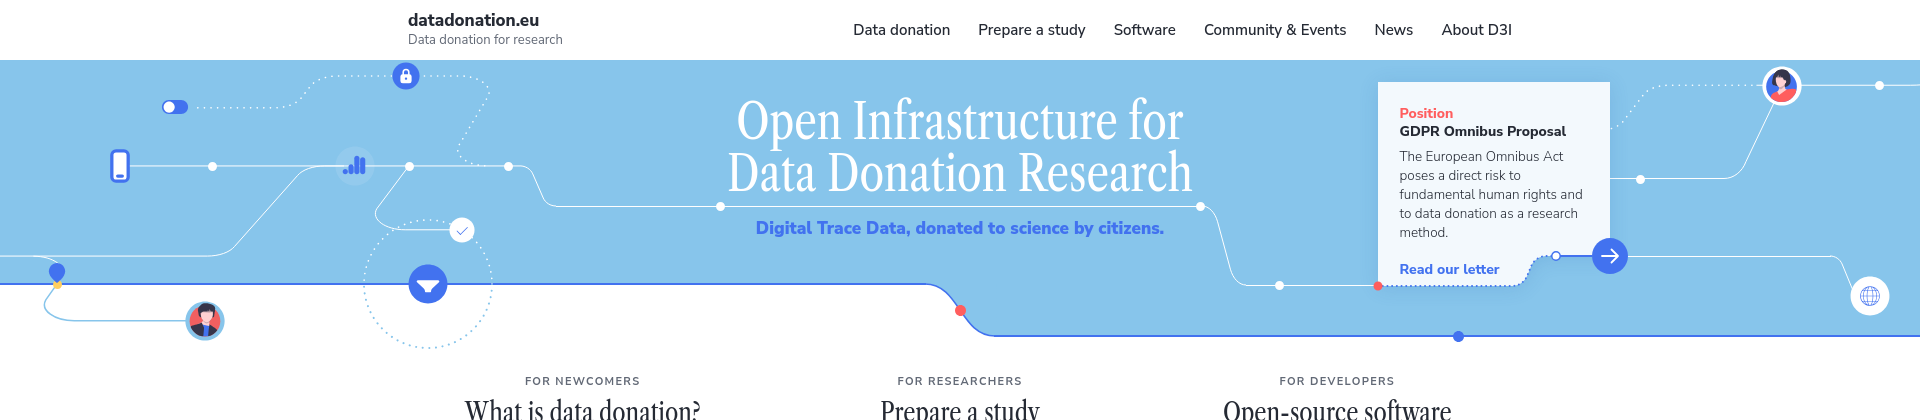 datadonation.eu
Data donation for research
Data donation Prepare a study Software Community & Events News About D3I
Open Infrastructure for
Data Donation Research
Digital Trace Data, donated to science by citizens.
Position
GDPR Omnibus Proposal
The European Omnibus Act
poses a direct risk to
fundamental human rights and
to data donation as a research
method.
Read our letter
FOR NEWCOMERS
What is data donation?
FOR RESEARCHERS
Prepare a study
FOR DEVELOPERS
Open-source software